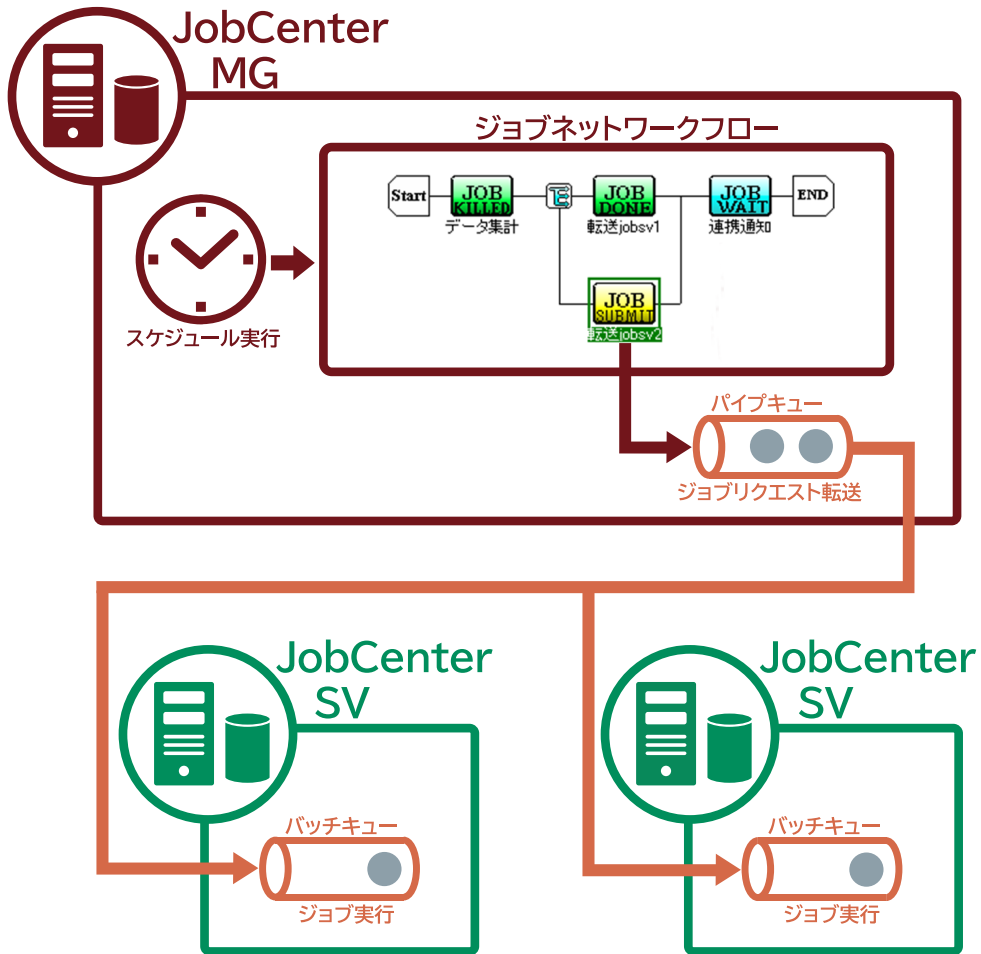 JobCenter
MG
ジョブネットワークフロー
Start
JOB
KILLED
データ集計
JOB
DONE
転送jobsv1
JOB
WAIT
連携通知
END
JOB
SUBMIT
転送jobsv2
スケジュール実行
パイプキュー
ジョブリクエスト転送
JobCenter
SV
バッチキュー
ジョブ実行
JobCenter
SV
バッチキュー
ジョブ実行